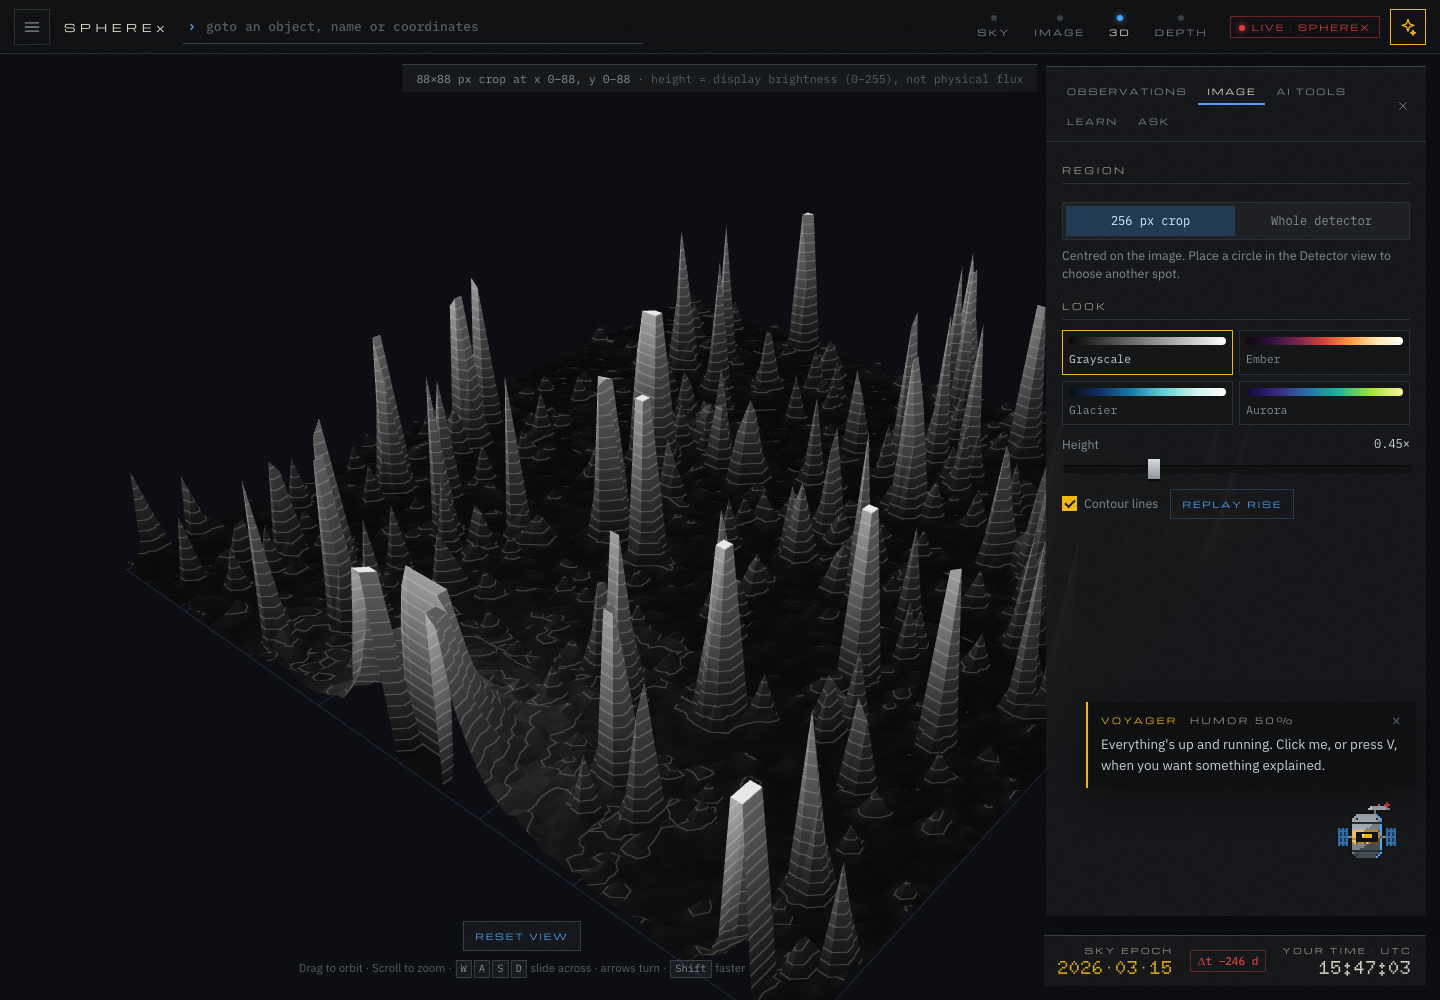 SPHEREx
› goto an object, name or coordinates
SKY
IMAGE
3D
DEPTH
LIVE · SPHEREX
88×88 px crop at x 0–88, y 0–88 · height = display brightness (0–255), not physical flux
OBSERVATIONS
IMAGE
AI TOOLS
LEARN
ASK
×
REGION
256 px crop
Whole detector
Centred on the image. Place a circle in the Detector view to
choose another spot.
LOOK
Grayscale
Ember
Glacier
Aurora
Height
0.45×
Contour lines
REPLAY RISE
VOYAGER HUMOR 50%
×
Everything's up and running. Click me, or press V,
when you want something explained.
RESET VIEW
Drag to orbit · Scroll to zoom · W A S D slide across · arrows turn · Shift faster
SKY EPOCH
2026·03·15
Δt −246 d
YOUR TIME · UTC
15:47:03